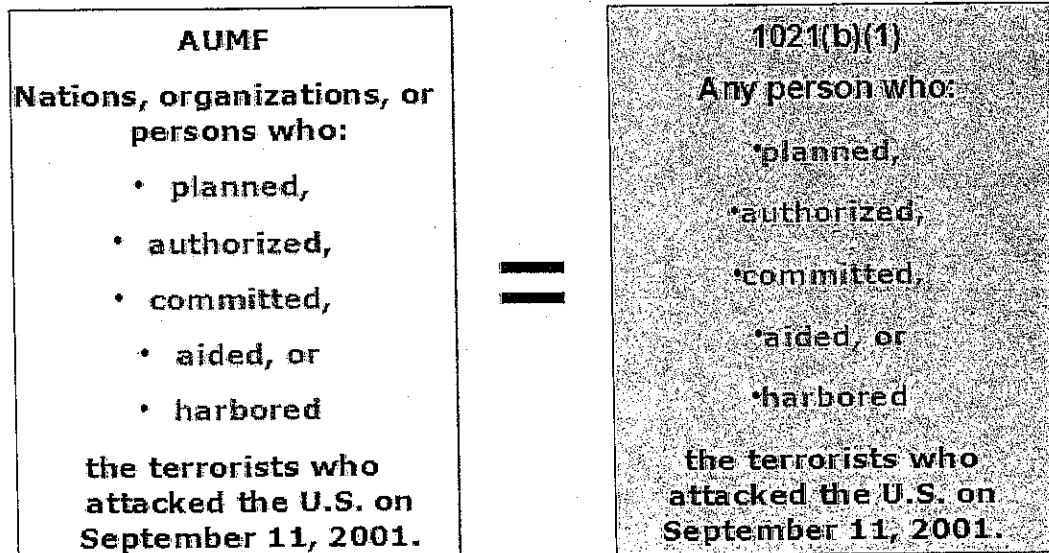 AUMF
Nations, organizations, or
persons who:
• planned,
• authorized,
• committed,
• aided, or
• harbored
the terrorists who
attacked the U.S. on
September 11, 2001.
=
1021(b)(1)
Any person who:
•planned,
•authorized,
•committed,
•aided, or
•harbored
the terrorists who
attacked the U.S. on
September 11, 2001.